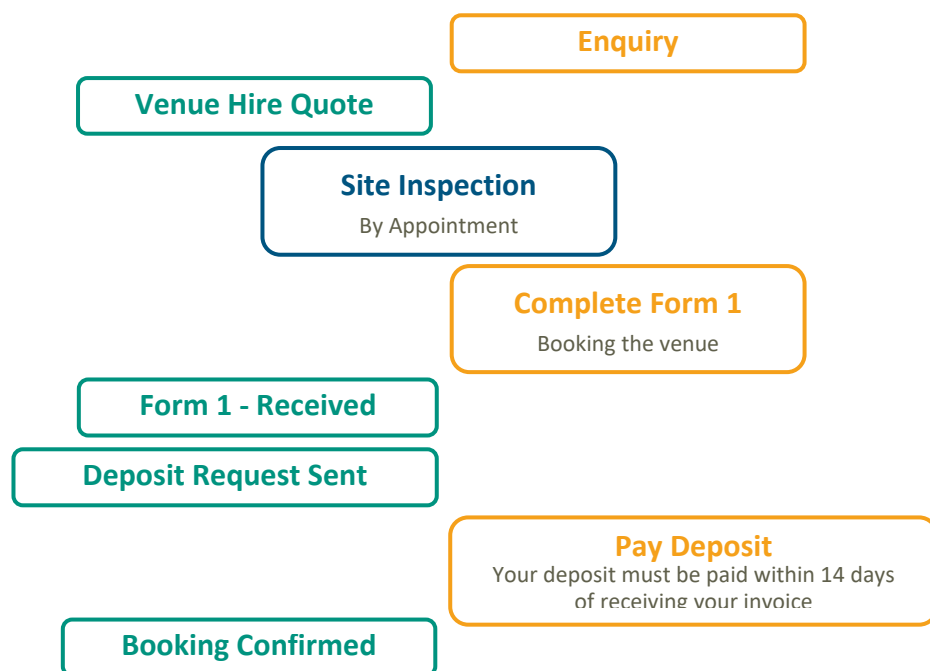 Enquiry
Venue Hire Quote
Site Inspection
By Appointment
Complete Form 1
Booking the venue
Form 1 - Received
Deposit Request Sent
Pay Deposit
Your deposit must be paid within 14 days
of receiving your invoice
Booking Confirmed